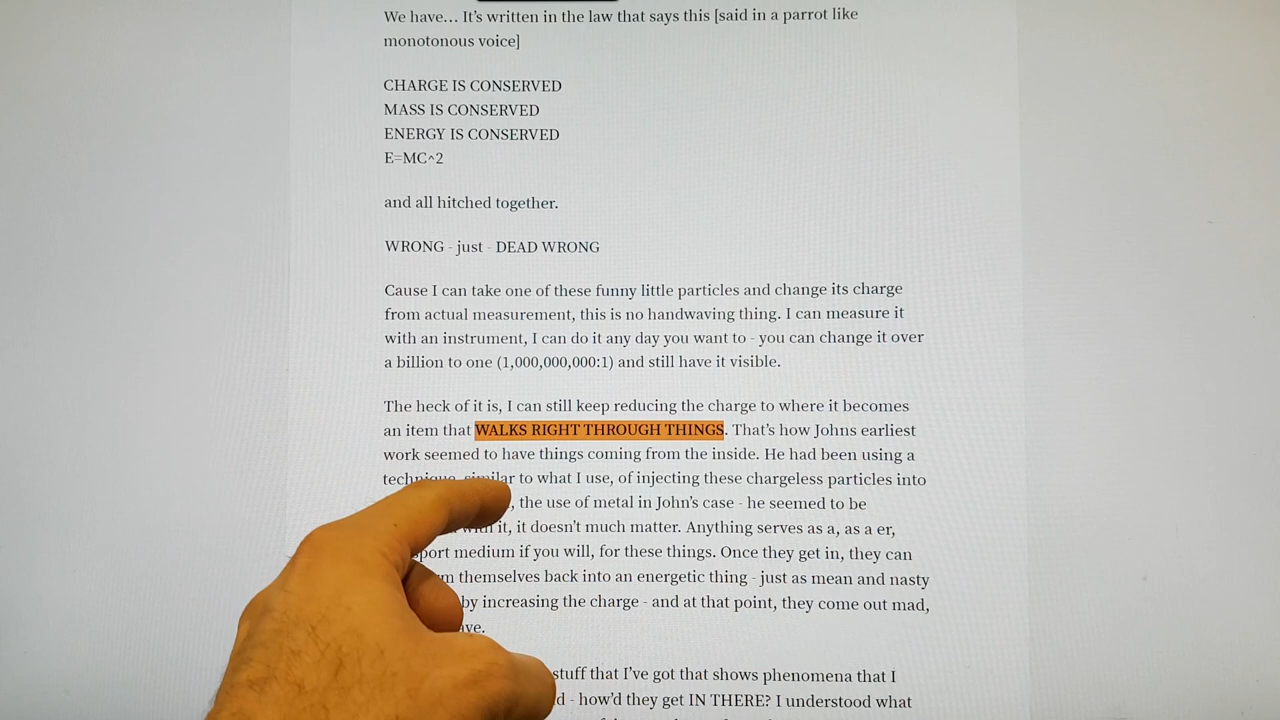 We have... It's written in the law that says this [said in a parrot like
monotonous voice]
CHARGE IS CONSERVED
MASS IS CONSERVED
ENERGY IS CONSERVED
E=MC^2
and all hitched together.
WRONG - just - DEAD WRONG
Cause I can take one of these funny little particles and change its charge
from actual measurement, this is no handwaving thing. I can measure it
with an instrument, I can do it any day you want to - you can change it over
a billion to one (1,000,000,000:1) and still have it visible.
The heck of it is, I can still keep reducing the charge to where it becomes
an item that WALKS RIGHT THROUGH THINGS. That's how Johns earliest
work seemed to have things coming from the inside. He had been using a
technique, similar to what I use, of injecting these chargeless particles into
, the use of metal in John's case - he seemed to be
with it, it doesn't much matter. Anything serves as a, as a er,
port medium if you will, for these things. Once they get in, they can
themselves back into an energetic thing - just as mean and nasty
by increasing the charge - and at that point, they come out mad,
stuff that I've got that shows phenomena that I
- how'd they get IN THERE? I understood what